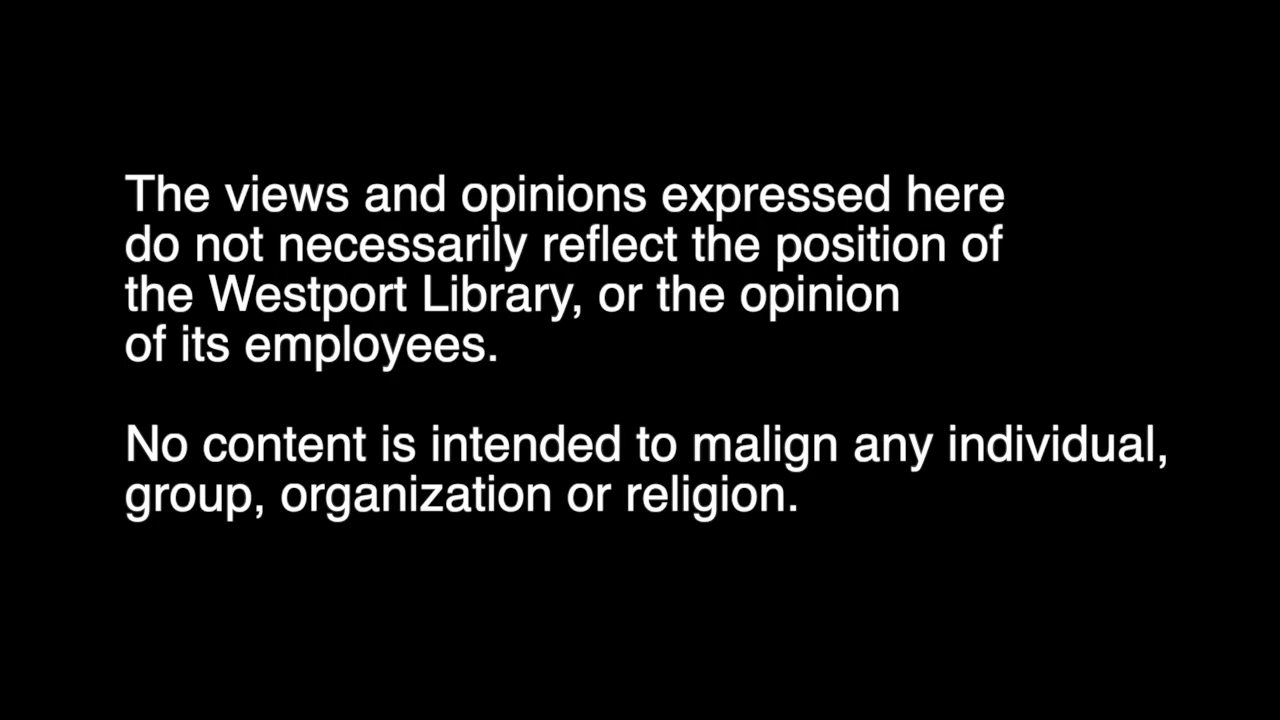 The views and opinions expressed here
do not necessarily reflect the position of
the Westport Library, or the opinion
of its employees.
No content is intended to malign any individual,
group, organization or religion.